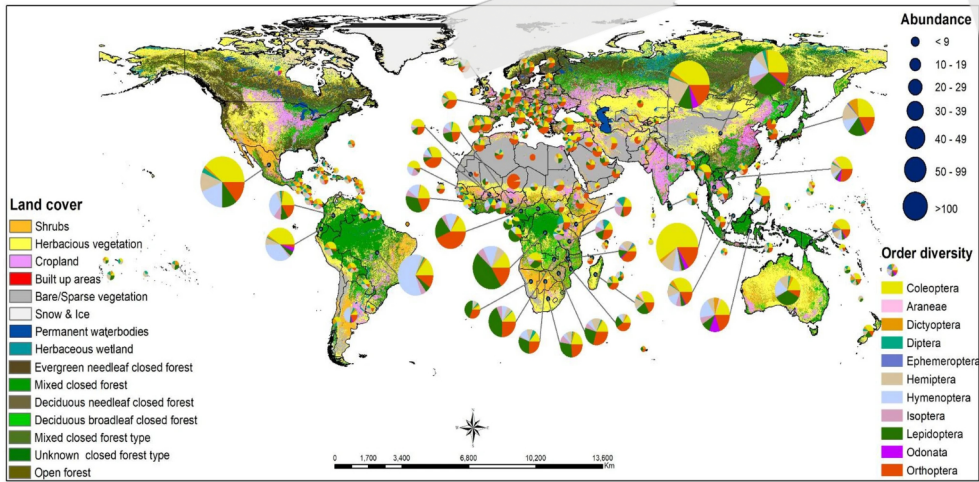 Abundance
< 9
10 - 19
20 - 29
30 - 39
40 - 49
50 - 99
>100
Land cover
Shrubs
Herbacious vegetation
Cropland
Built up areas
Bare/Sparse vegetation
Snow & Ice
Permanent waterbodies
Herbaceous wetland
Evergreen needleaf closed forest
Mixed closed forest
Deciduous needleaf closed forest
Deciduous broadleaf closed forest
Mixed closed forest type
Unknown closed forest type
Open forest
Order diversity
Coleoptera
Araneae
Dictyoptera
Diptera
Ephemeroptera
Hemiptera
Hymenoptera
Isoptera
Lepidoptera
Odonata
Orthoptera
0 1,700 3,400 6,800 10,200 13,600
Km